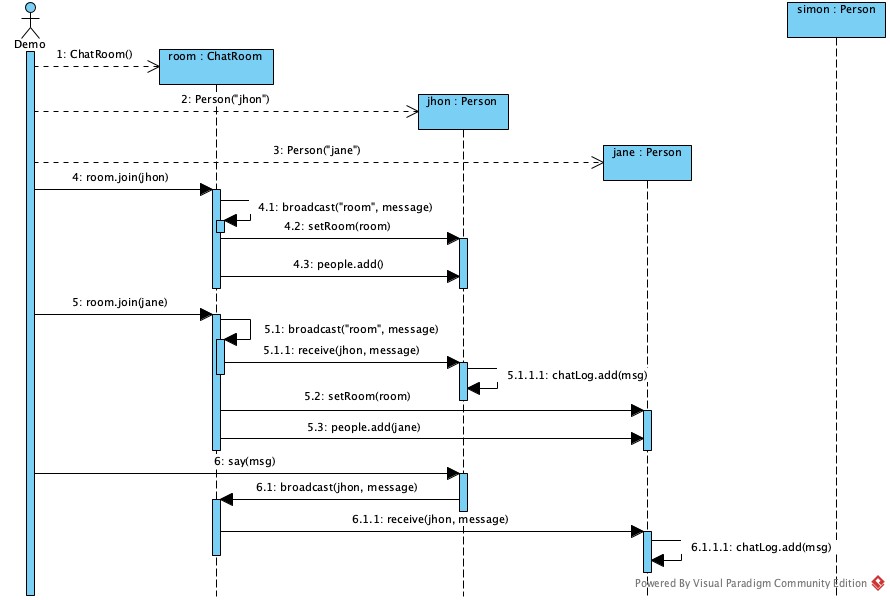 simon : Person
Demo
1: ChatRoom()
room : ChatRoom
2: Person("jhon")
jhon : Person
3: Person("jane")
jane : Person
4: room.join(jhon)
4.1: broadcast("room", message)
4.2: setRoom(room)
4.3: people.add()
5: room.join(jane)
5.1: broadcast("room", message)
5.1.1: receive(jhon, message)
5.1.1.1: chatLog.add(msg)
5.2: setRoom(room)
5.3: people.add(jane)
6: say(msg)
6.1: broadcast(jhon, message)
6.1.1: receive(jhon, message)
6.1.1.1: chatLog.add(msg)
Powered By Visual Paradigm Community Edition